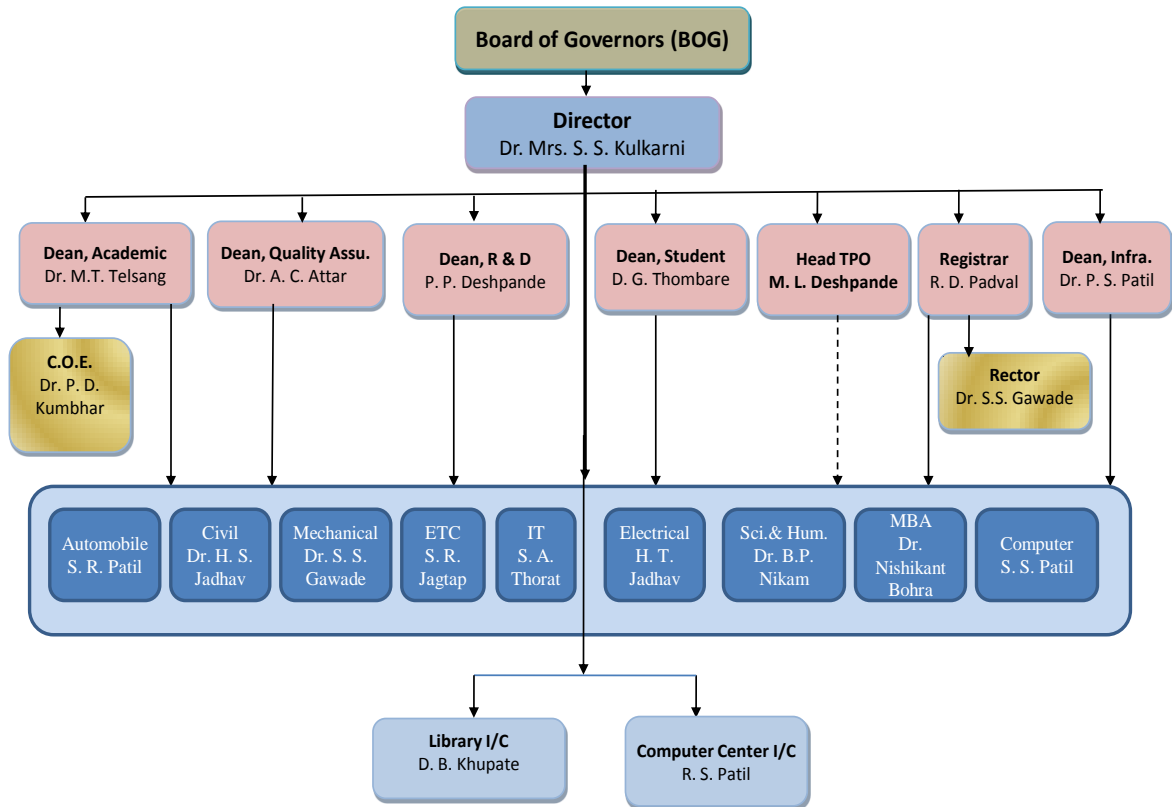 Board of Governors (BOG)
Director
Dr. Mrs. S. S. Kulkarni
Dean, Academic
Dr. M.T. Telsang
Dean, Quality Assu.
Dr. A. C. Attar
Dean, R & D
P. P. Deshpande
Dean, Student
D. G. Thombare
Head TPO
M. L. Deshpande
Registrar
R. D. Padval
Dean, Infra.
Dr. P. S. Patil
C.O.E.
Dr. P. D.
Kumbhar
Rector
Dr. S.S. Gawade
Automobile
S. R. Patil
Civil
Dr. H. S.
Jadhav
Mechanical
Dr. S. S.
Gawade
ETC
S. R.
Jagtap
IT
S. A.
Thorat
Electrical
H. T.
Jadhav
Sci.& Hum.
Dr. B.P.
Nikam
MBA
Dr.
Nishikant
Bohra
Computer
S. S. Patil
Library I/C
D. B. Khupate
Computer Center I/C
R. S. Patil